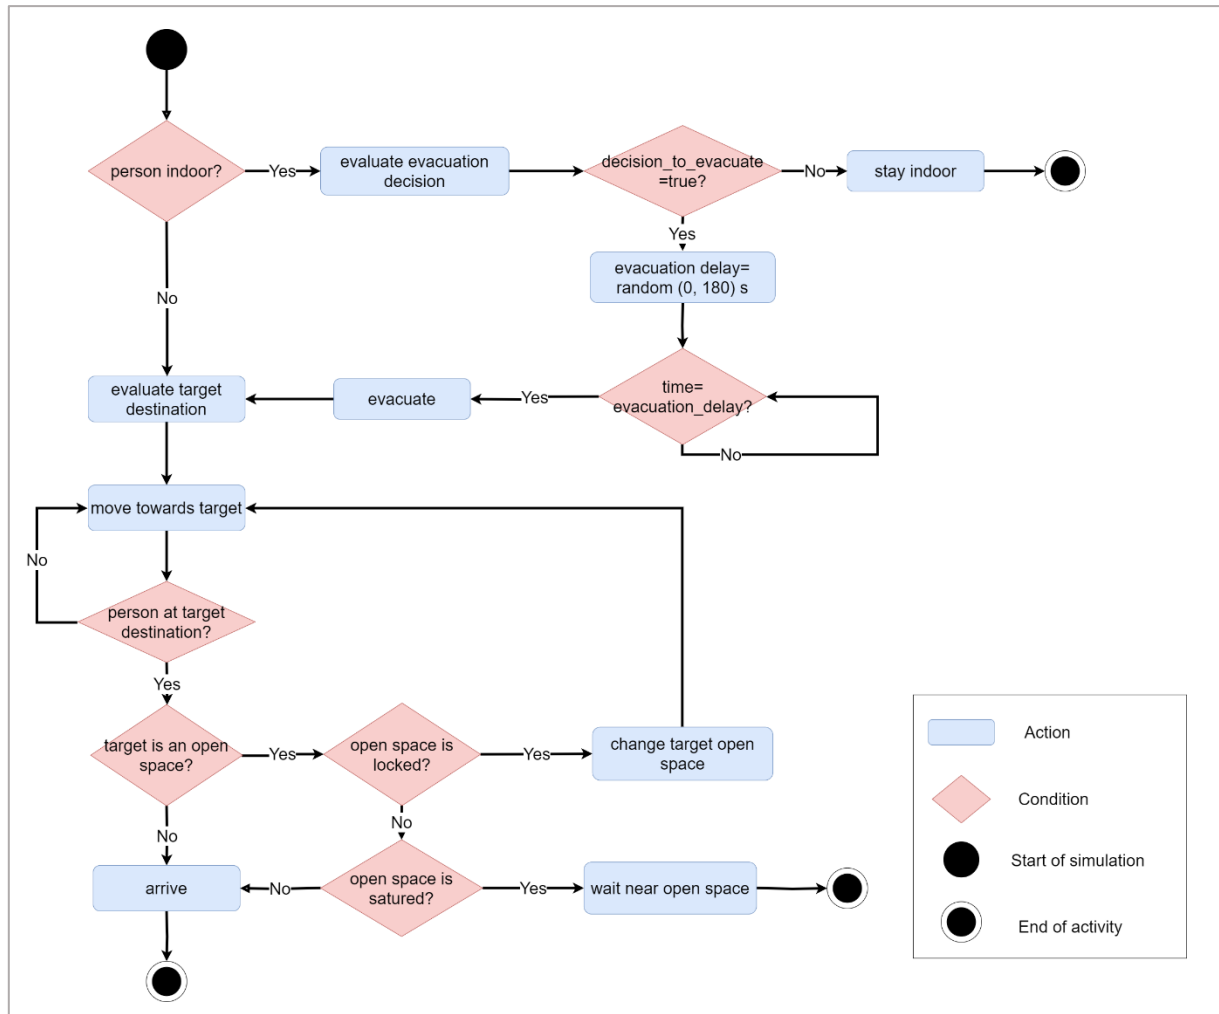 person indoor?
Yes
evaluate evacuation
decision
decision_to_evacuate
=true?
No
stay indoor
Yes
evacuation delay=
random (0, 180) s
No
evaluate target
destination
evacuate
Yes
time=
evacuation_delay?
No
move towards target
No
person at target
destination?
Yes
target is an open
space?
Yes
open space is
locked?
Yes
change target open
space
No
No
arrive
No
open space is
satured?
Yes
wait near open space
Action
Condition
Start of simulation
End of activity